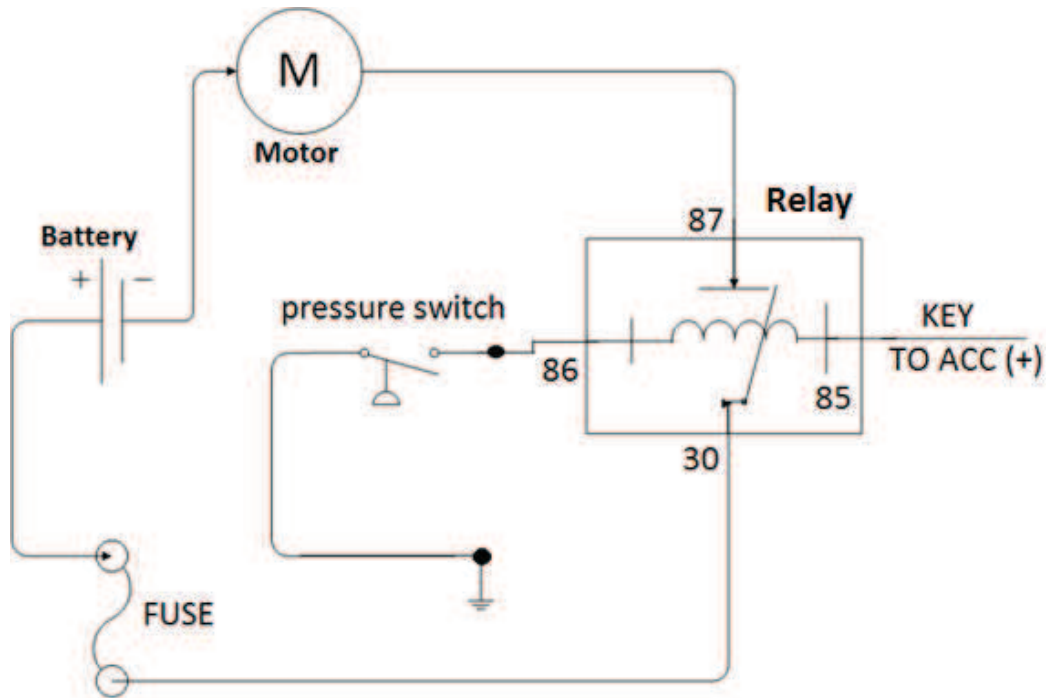 M
Motor
Relay
87
Battery
+ −
pressure switch
KEY
TO ACC (+)
86
85
30
FUSE